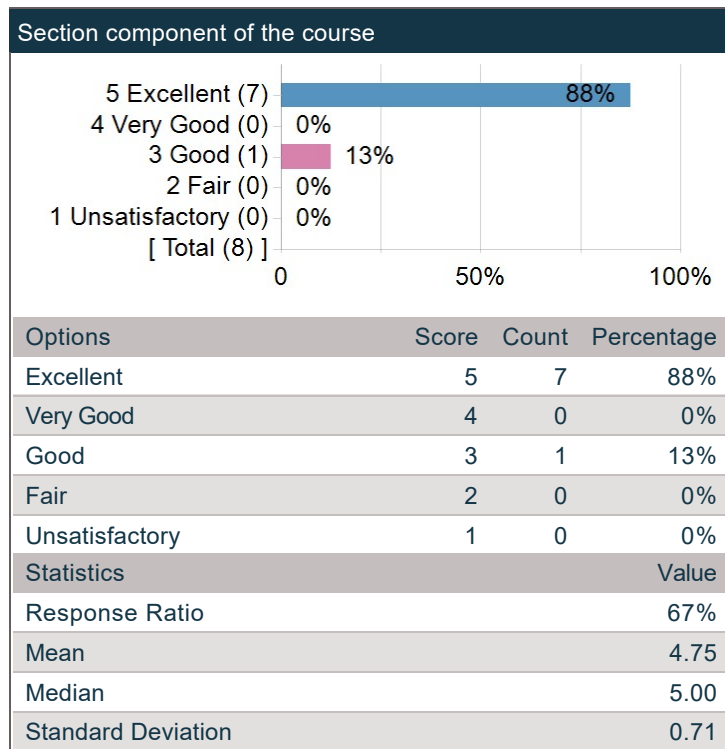 Section component of the course
5 Excellent (7) 88%
4 Very Good (0) 0%
3 Good (1) 13%
2 Fair (0) 0%
1 Unsatisfactory (0) 0%
[ Total (8) ]
0 50% 100%
Options Score Count Percentage
Excellent 5 7 88%
Very Good 4 0 0%
Good 3 1 13%
Fair 2 0 0%
Unsatisfactory 1 0 0%
Statistics Value
Response Ratio 67%
Mean 4.75
Median 5.00
Standard Deviation 0.71